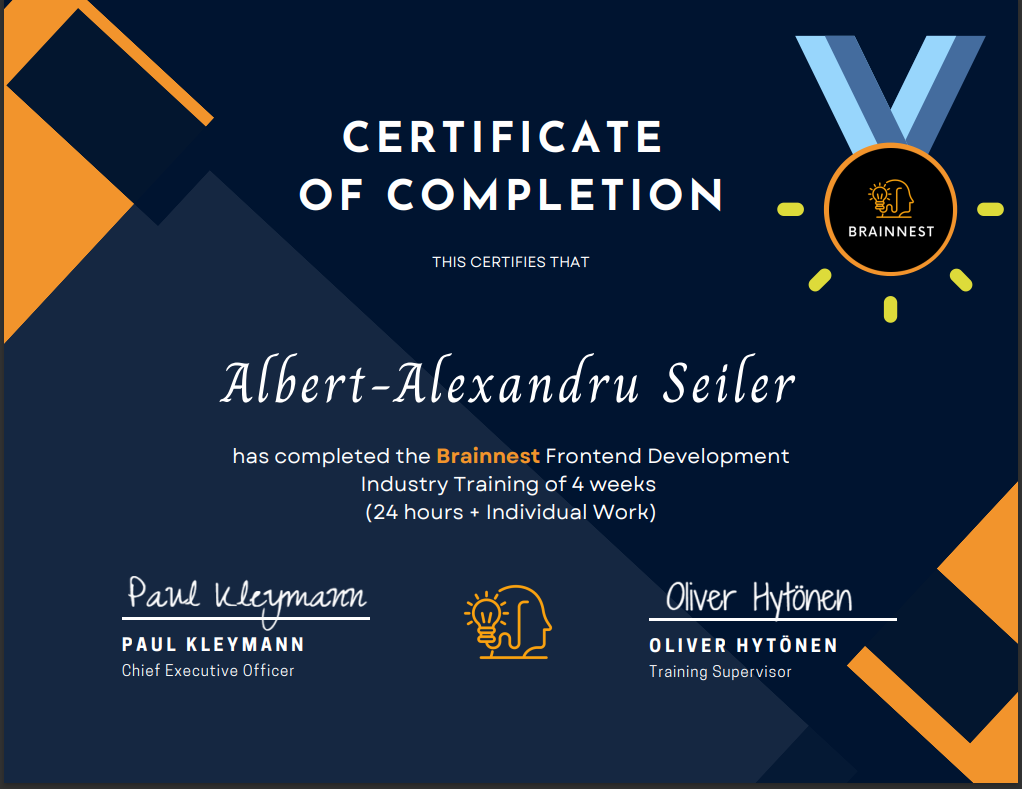 CERTIFICATE
OF COMPLETION
BRAINNEST
THIS CERTIFIES THAT
Albert-Alexandru Seiler
has completed the Brainnest Frontend Development
Industry Training of 4 weeks
(24 hours + Individual Work)
Paul Kleymann
PAUL KLEYMANN
Chief Executive Officer
Oliver Hytönen
OLIVER HYTÖNEN
Training Supervisor